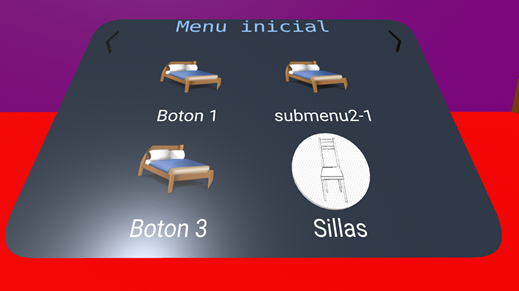 Menu inicial
Boton 1
submenu2-1
Boton 3
Sillas